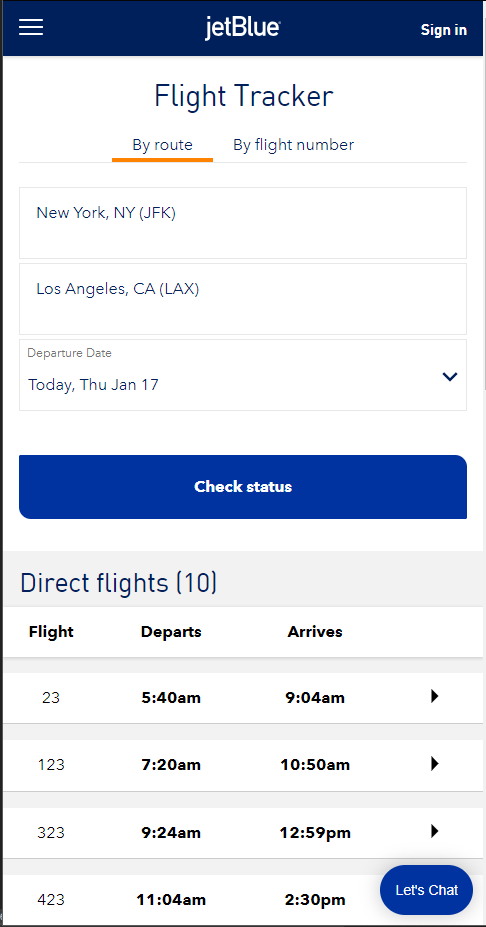 jetBlue
Sign in
Flight Tracker
By route By flight number
New York, NY (JFK)
Los Angeles, CA (LAX)
Departure Date
Today, Thu Jan 17
Check status
Direct flights (10)
Flight Departs Arrives
23 5:40am 9:04am
123 7:20am 10:50am
323 9:24am 12:59pm
423 11:04am 2:30pm
Let's Chat